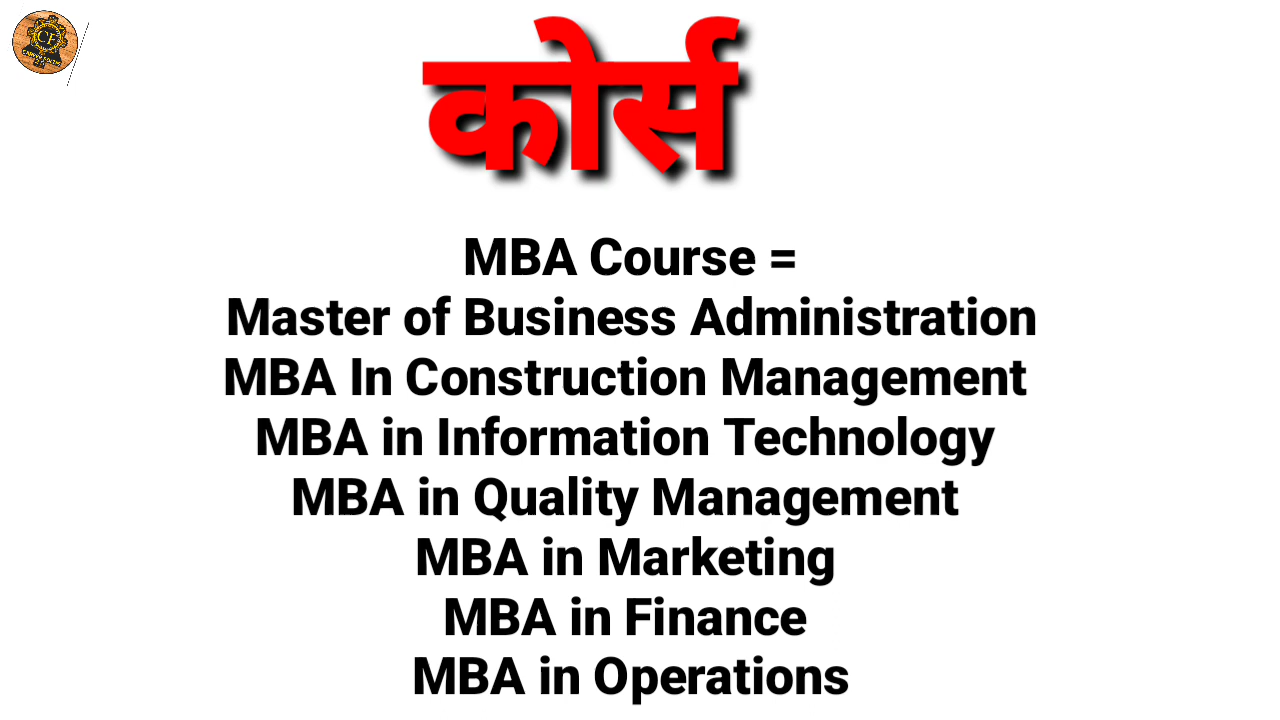 CF
कोर्स
MBA Course =
Master of Business Administration
MBA In Construction Management
MBA in Information Technology
MBA in Quality Management
MBA in Marketing
MBA in Finance
MBA in Operations